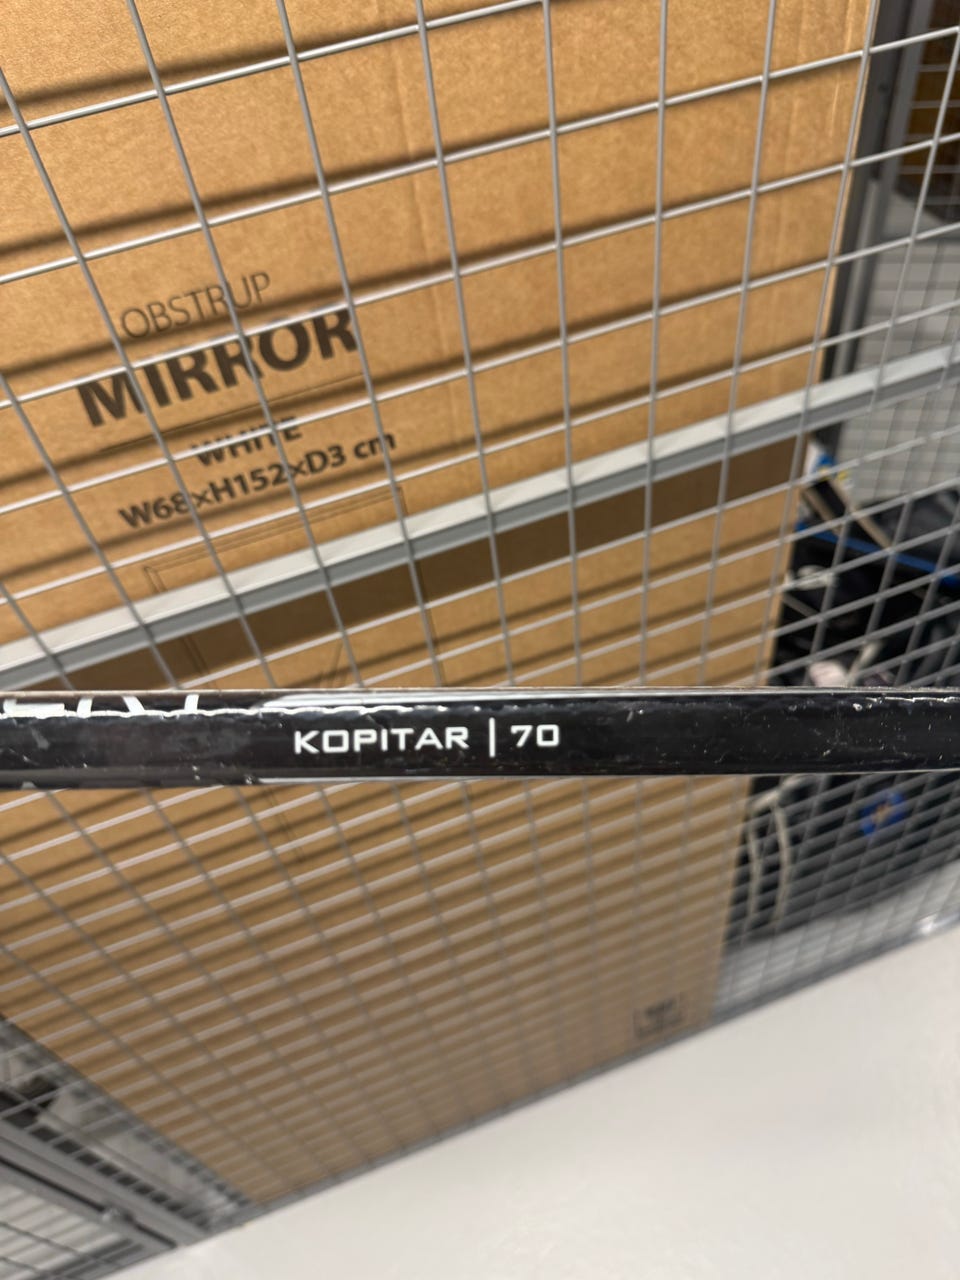 OBSTRUP
MIRROR
WHITE
W68×H152×D3 cm
KOPITAR | 70